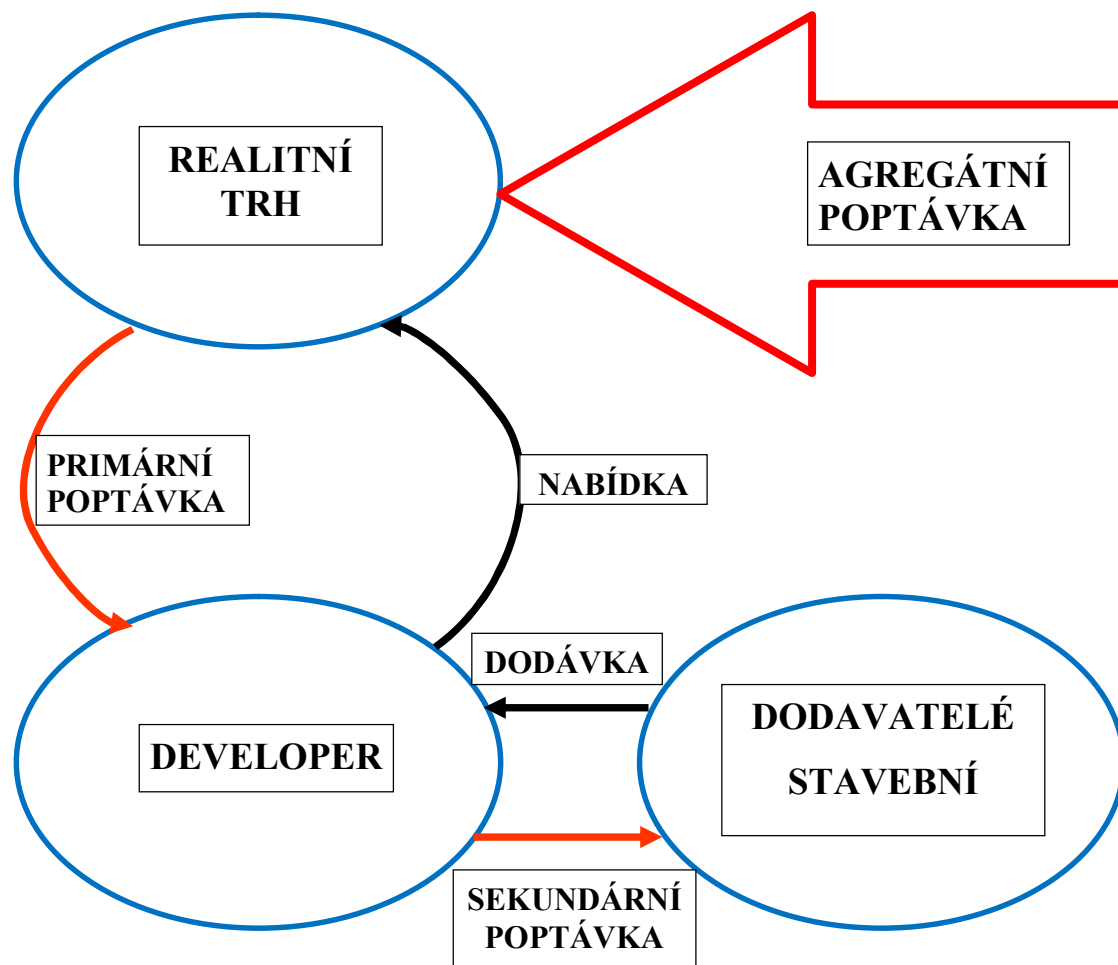 REALITNÍ
TRH
AGREGÁTNÍ
POPTÁVKA
PRIMÁRNÍ
POPTÁVKA
NABÍDKA
DODÁVKA
DEVELOPER
DODAVATELÉ
STAVEBNÍ
SEKUNDÁRNÍ
POPTÁVKA